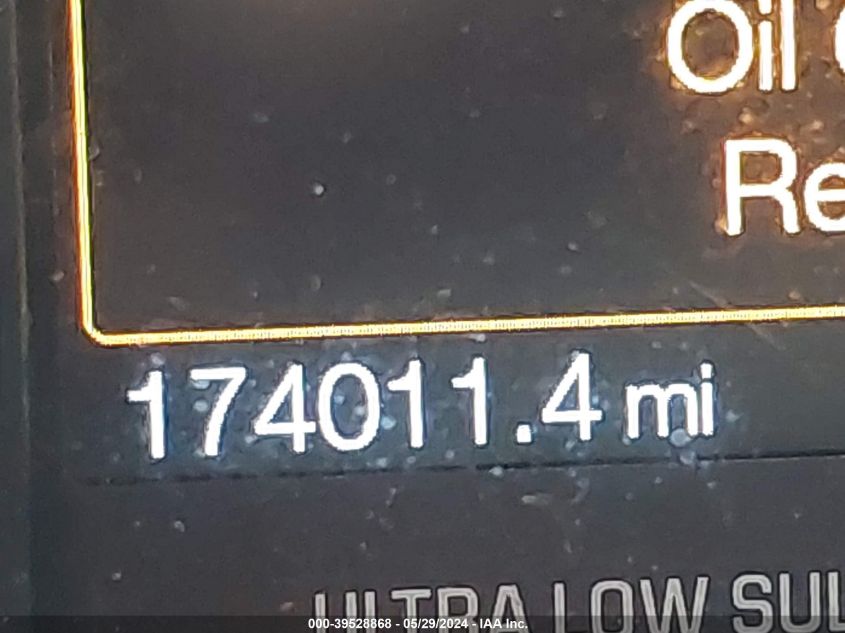 Oil
Re
174011.4 mi
ULTRA LOW SUL
000-39528868 - 05/29/2024 - IAA Inc.